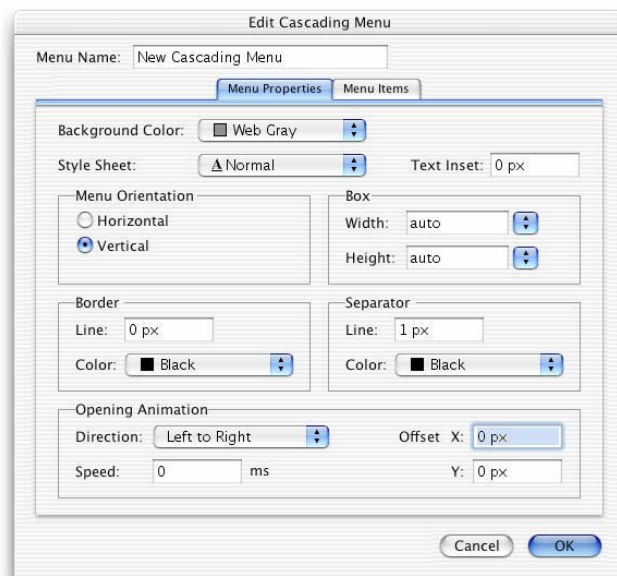 Edit Cascading Menu
Menu Name: New Cascading Menu
Menu Properties Menu Items
Background Color: Web Gray
Style Sheet: A Normal Text Inset: 0 px
Menu Orientation
Horizontal
Vertical
Box
Width: auto
Height: auto
Border
Line: 0 px
Color: Black
Separator
Line: 1 px
Color: Black
Opening Animation
Direction: Left to Right Offset X: 0 px
Speed: 0 ms Y: 0 px
Cancel OK